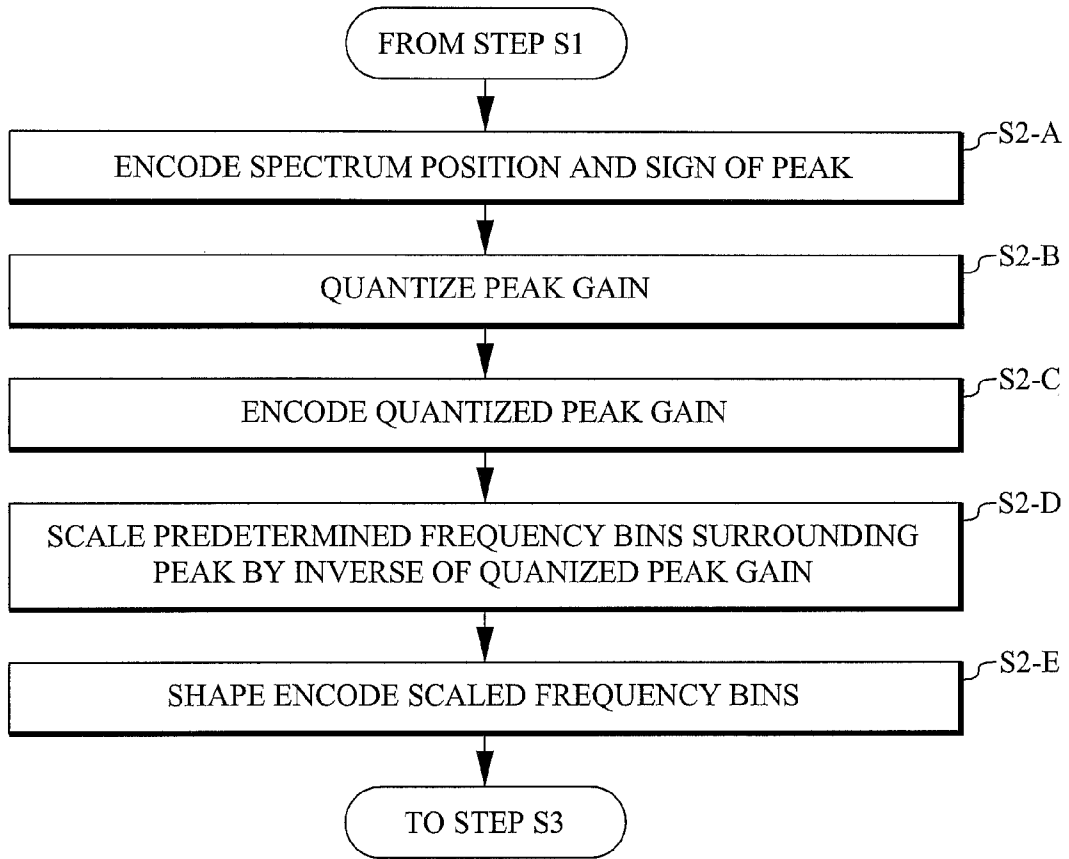 FROM STEP S1
S2-A
ENCODE SPECTRUM POSITION AND SIGN OF PEAK
S2-B
QUANTIZE PEAK GAIN
S2-C
ENCODE QUANTIZED PEAK GAIN
S2-D
SCALE PREDETERMINED FREQUENCY BINS SURROUNDING
PEAK BY INVERSE OF QUANIZED PEAK GAIN
S2-E
SHAPE ENCODE SCALED FREQUENCY BINS
TO STEP S3